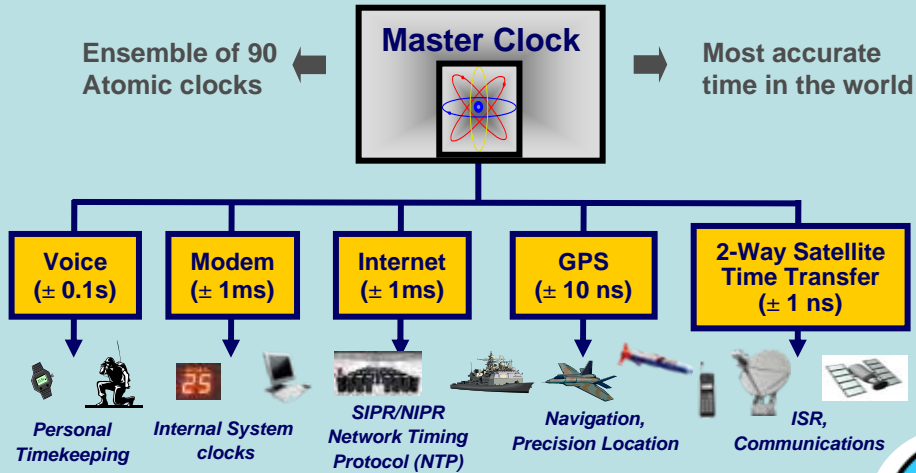 Master Clock
Ensemble of 90
Atomic clocks
Most accurate
time in the world
Voice
(± 0.1s)
Modem
(± 1ms)
Internet
(± 1ms)
GPS
(± 10 ns)
2-Way Satellite
Time Transfer
(± 1 ns)
25
Personal
Timekeeping
Internal System
clocks
SIPR/NIPR
Network Timing
Protocol (NTP)
Navigation,
Precision Location
ISR,
Communications